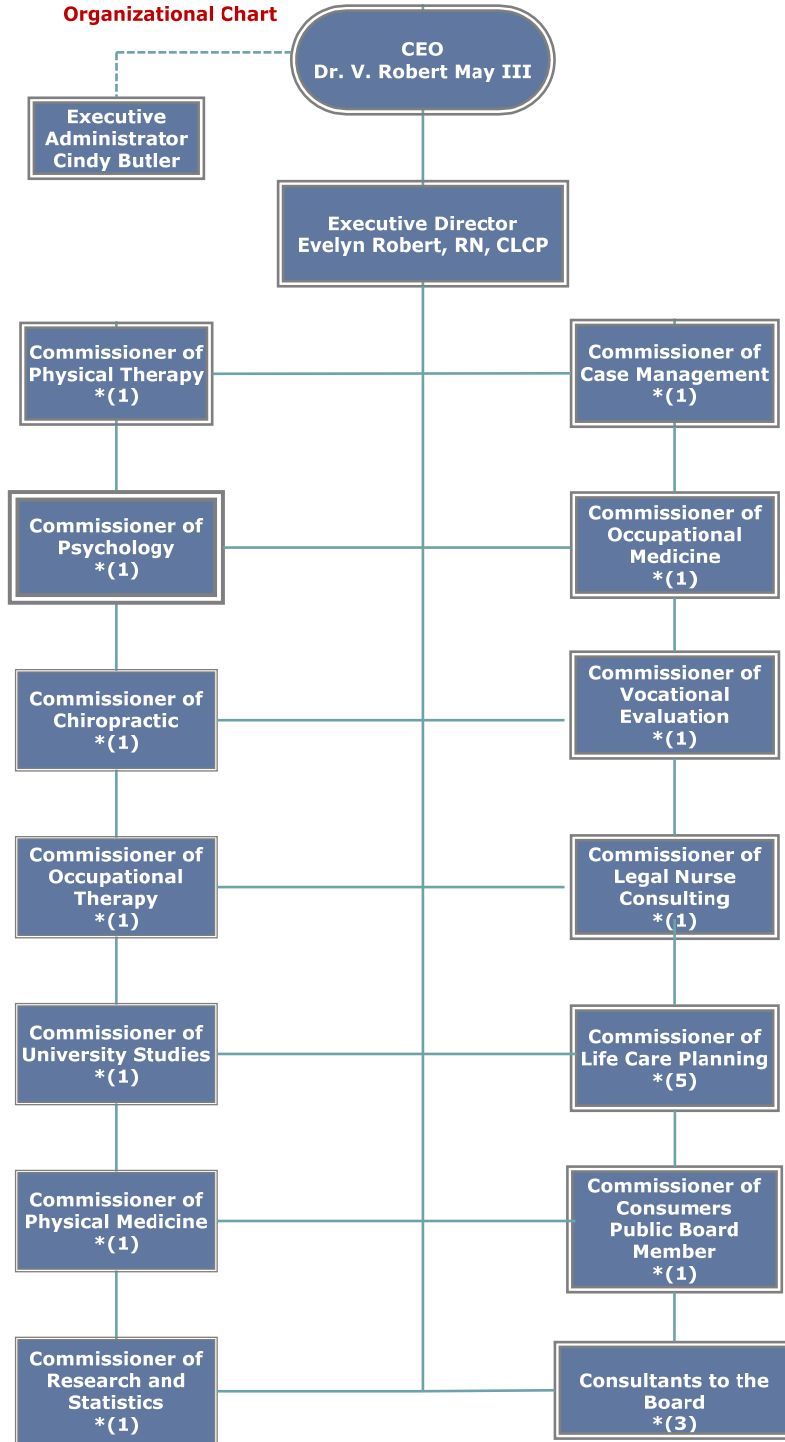 Organizational Chart
CEO
Dr. V. Robert May III
Executive
Administrator
Cindy Butler
Executive Director
Evelyn Robert, RN, CLCP
Commissioner of
Physical Therapy
*(1)
Commissioner of
Case Management
*(1)
Commissioner of
Psychology
*(1)
Commissioner of
Occupational
Medicine
*(1)
Commissioner of
Chiropractic
*(1)
Commissioner of
Vocational
Evaluation
*(1)
Commissioner of
Occupational
Therapy
*(1)
Commissioner of
Legal Nurse
Consulting
*(1)
Commissioner of
University Studies
*(1)
Commissioner of
Life Care Planning
*(5)
Commissioner of
Physical Medicine
*(1)
Commissioner of
Consumers
Public Board
Member
*(1)
Commissioner of
Research and
Statistics
*(1)
Consultants to the
Board
*(3)